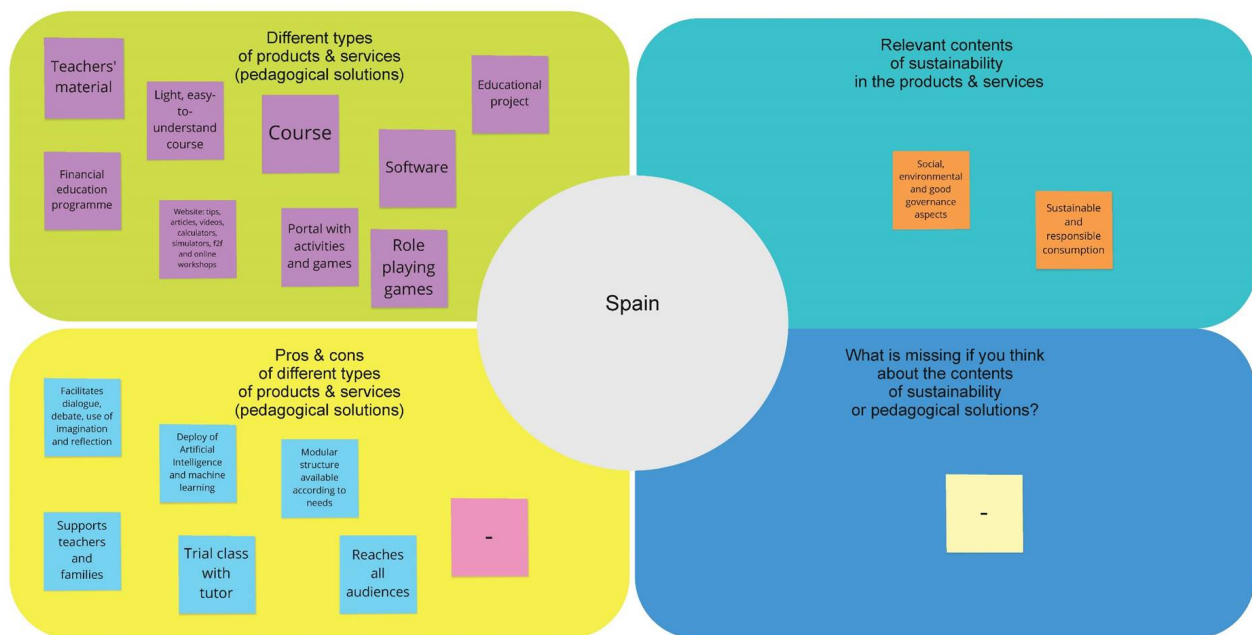 Different types
of products & services
(pedagogical solutions)
Teachers'
material
Light, easy-
to-
understand
course
Course
Software
Educational
project
Financial
education
programme
Website: tips,
articles, videos,
calculators,
simulators, f2f
and online
workshops
Portal with
activities
and games
Role
playing
games
Relevant contents
of sustainability
in the products & services
Social,
environmental
and good
governance
aspects
Sustainable
and
responsible
consumption
Spain
Pros & cons
of different types
of products & services
(pedagogical solutions)
Facilitates
dialogue,
debate, use of
imagination
and reflection
Deploy of
Artificial
Intelligence
and machine
learning
Modular
structure
available
according to
needs
-
Supports
teachers
and
families
Trial class
with
tutor
Reaches
all
audiences
What is missing if you think
about the contents
of sustainability
or pedagogical solutions?
-